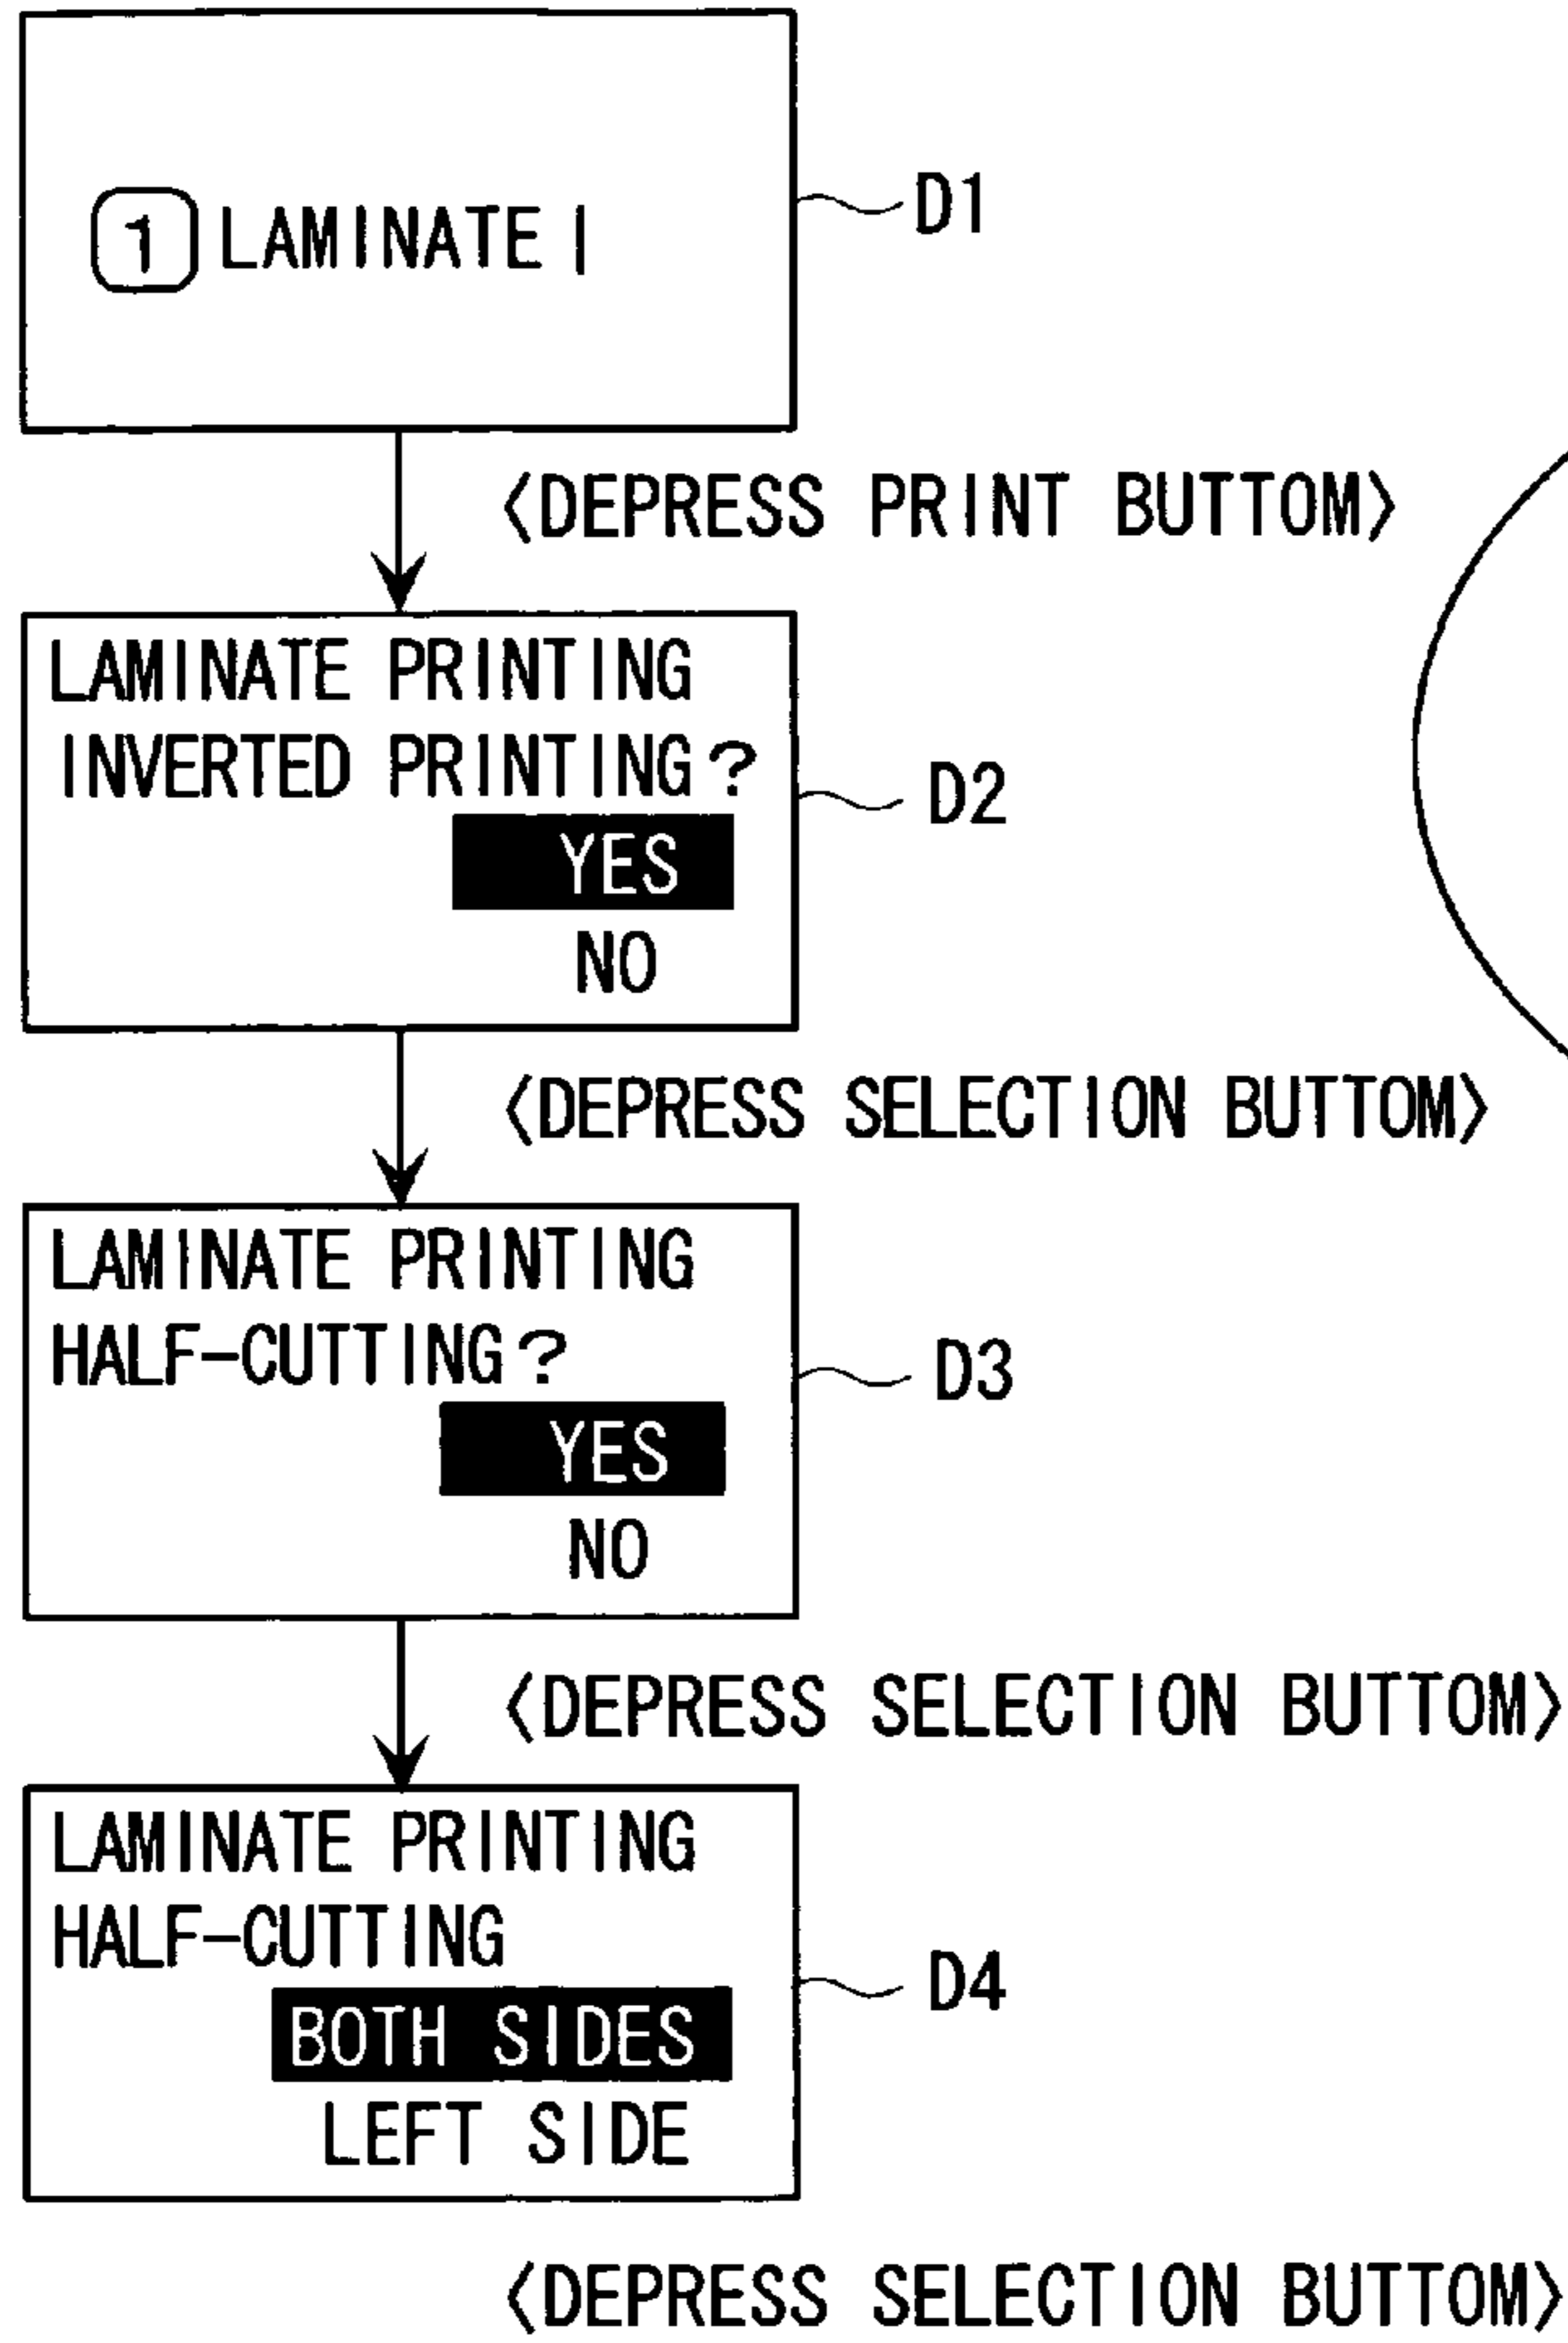 1 LAMINATE |
D1
<DEPRESS PRINT BUTTOM>
LAMINATE PRINTING
INVERTED PRINTING?
YES
NO
D2
<DEPRESS SELECTION BUTTOM>
LAMINATE PRINTING
HALF-CUTTING?
YES
NO
D3
<DEPRESS SELECTION BUTTOM>
LAMINATE PRINTING
HALF-CUTTING
BOTH SIDES
LEFT SIDE
D4
<DEPRESS SELECTION BUTTOM>